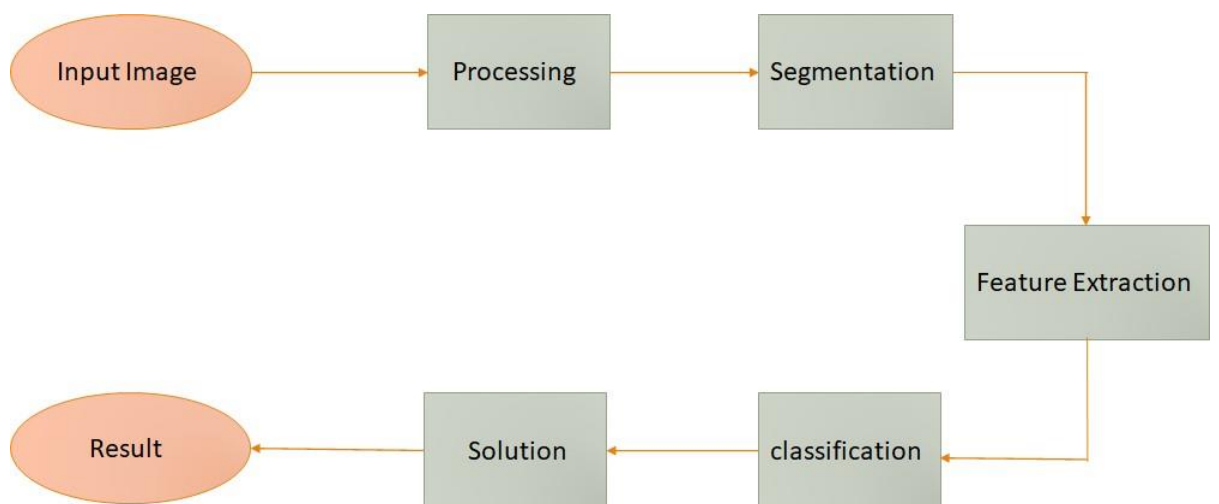 Input Image
Processing
Segmentation
Feature Extraction
classification
Solution
Result